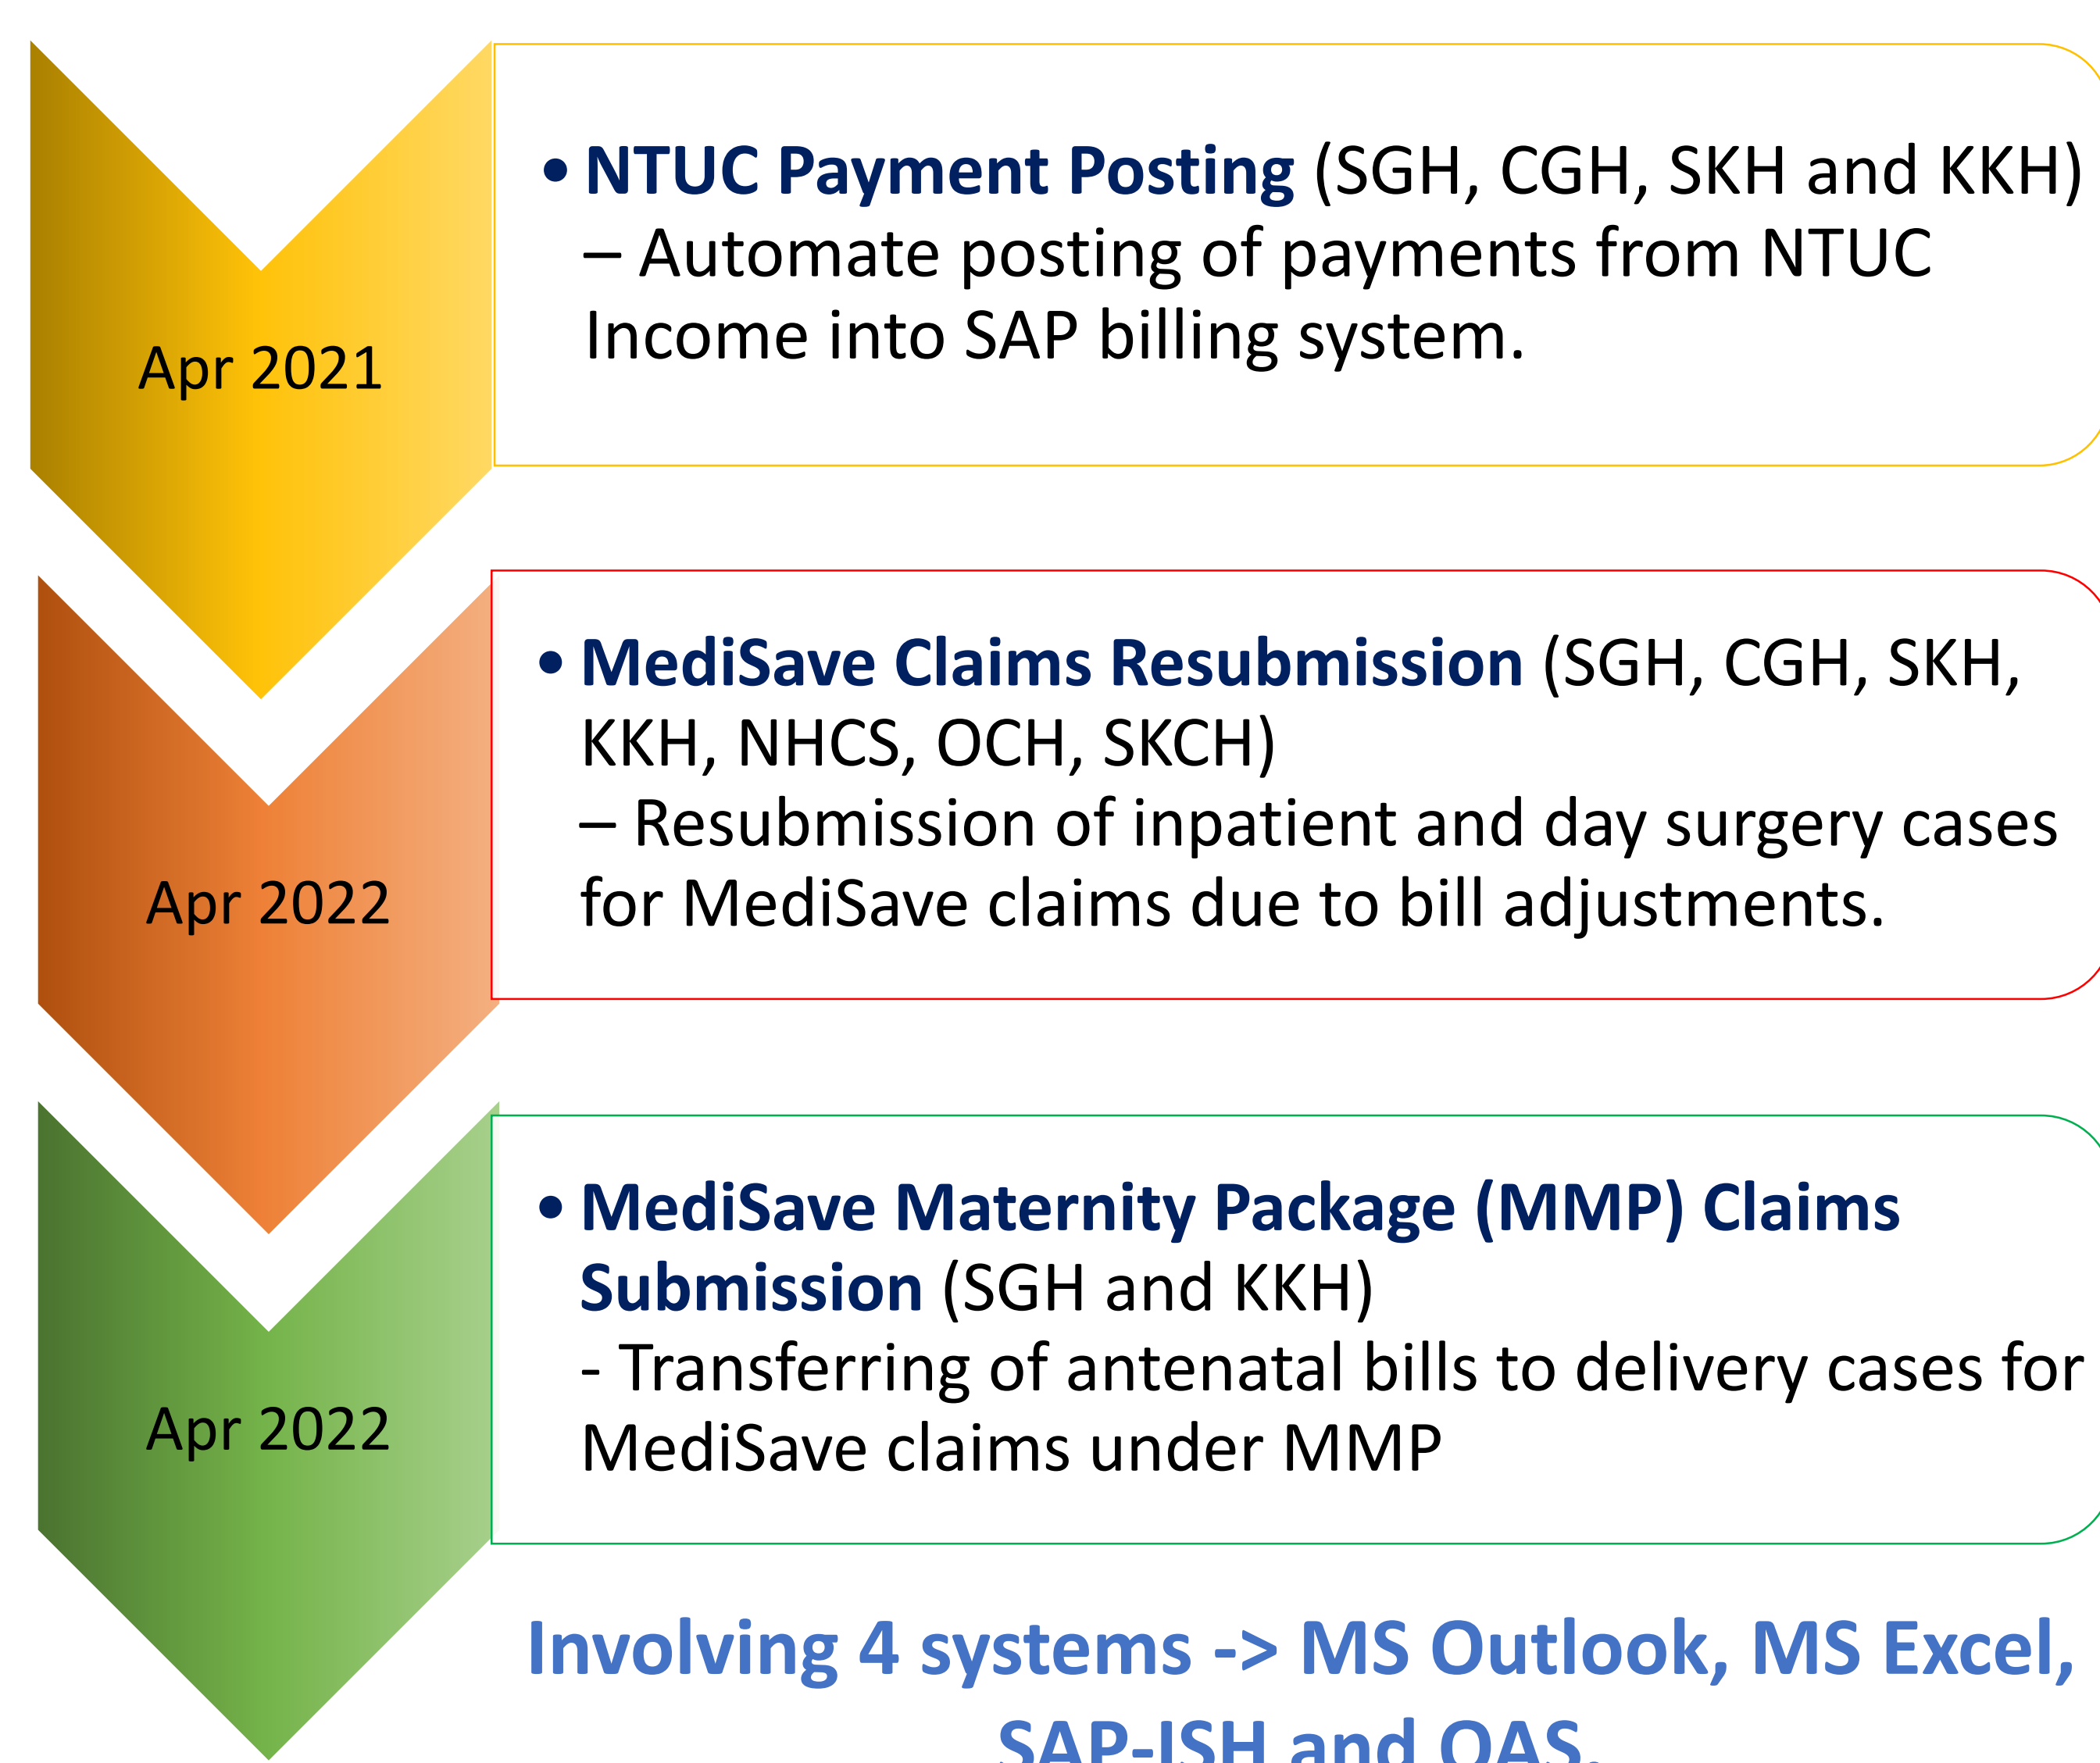 • NTUC Payment Posting (SGH, CGH, SKH and KKH)
– Automate posting of payments from NTUC
Income into SAP billing system.
Apr 2021
• MediSave Claims Resubmission (SGH, CGH, SKH,
KKH, NHCS, OCH, SKCH)
– Resubmission of inpatient and day surgery cases
for MediSave claims due to bill adjustments.
Apr 2022
• MediSave Maternity Package (MMP) Claims
Submission (SGH and KKH)
- Transferring of antenatal bills to delivery cases for
MediSave claims under MMP
Apr 2022
Involving 4 systems -> MS Outlook, MS Excel,
SAP-ISH and OAS.